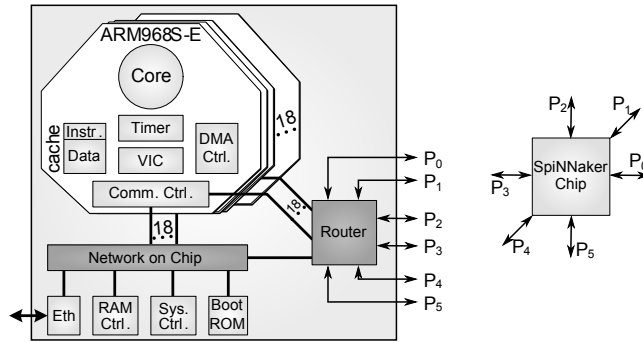 ARM968S-E
Core
cache
Instr.
Data
Timer
VIC
DMA
Ctrl.
Comm. Ctrl.
..18
..18
..18
Network on Chip
Router
Eth
RAM
Ctrl.
Sys.
Ctrl.
Boot
ROM
P0
P1
P2
P3
P4
P5
P2
P1
P3
SpiNNaker
Chip
P0
P4
P5